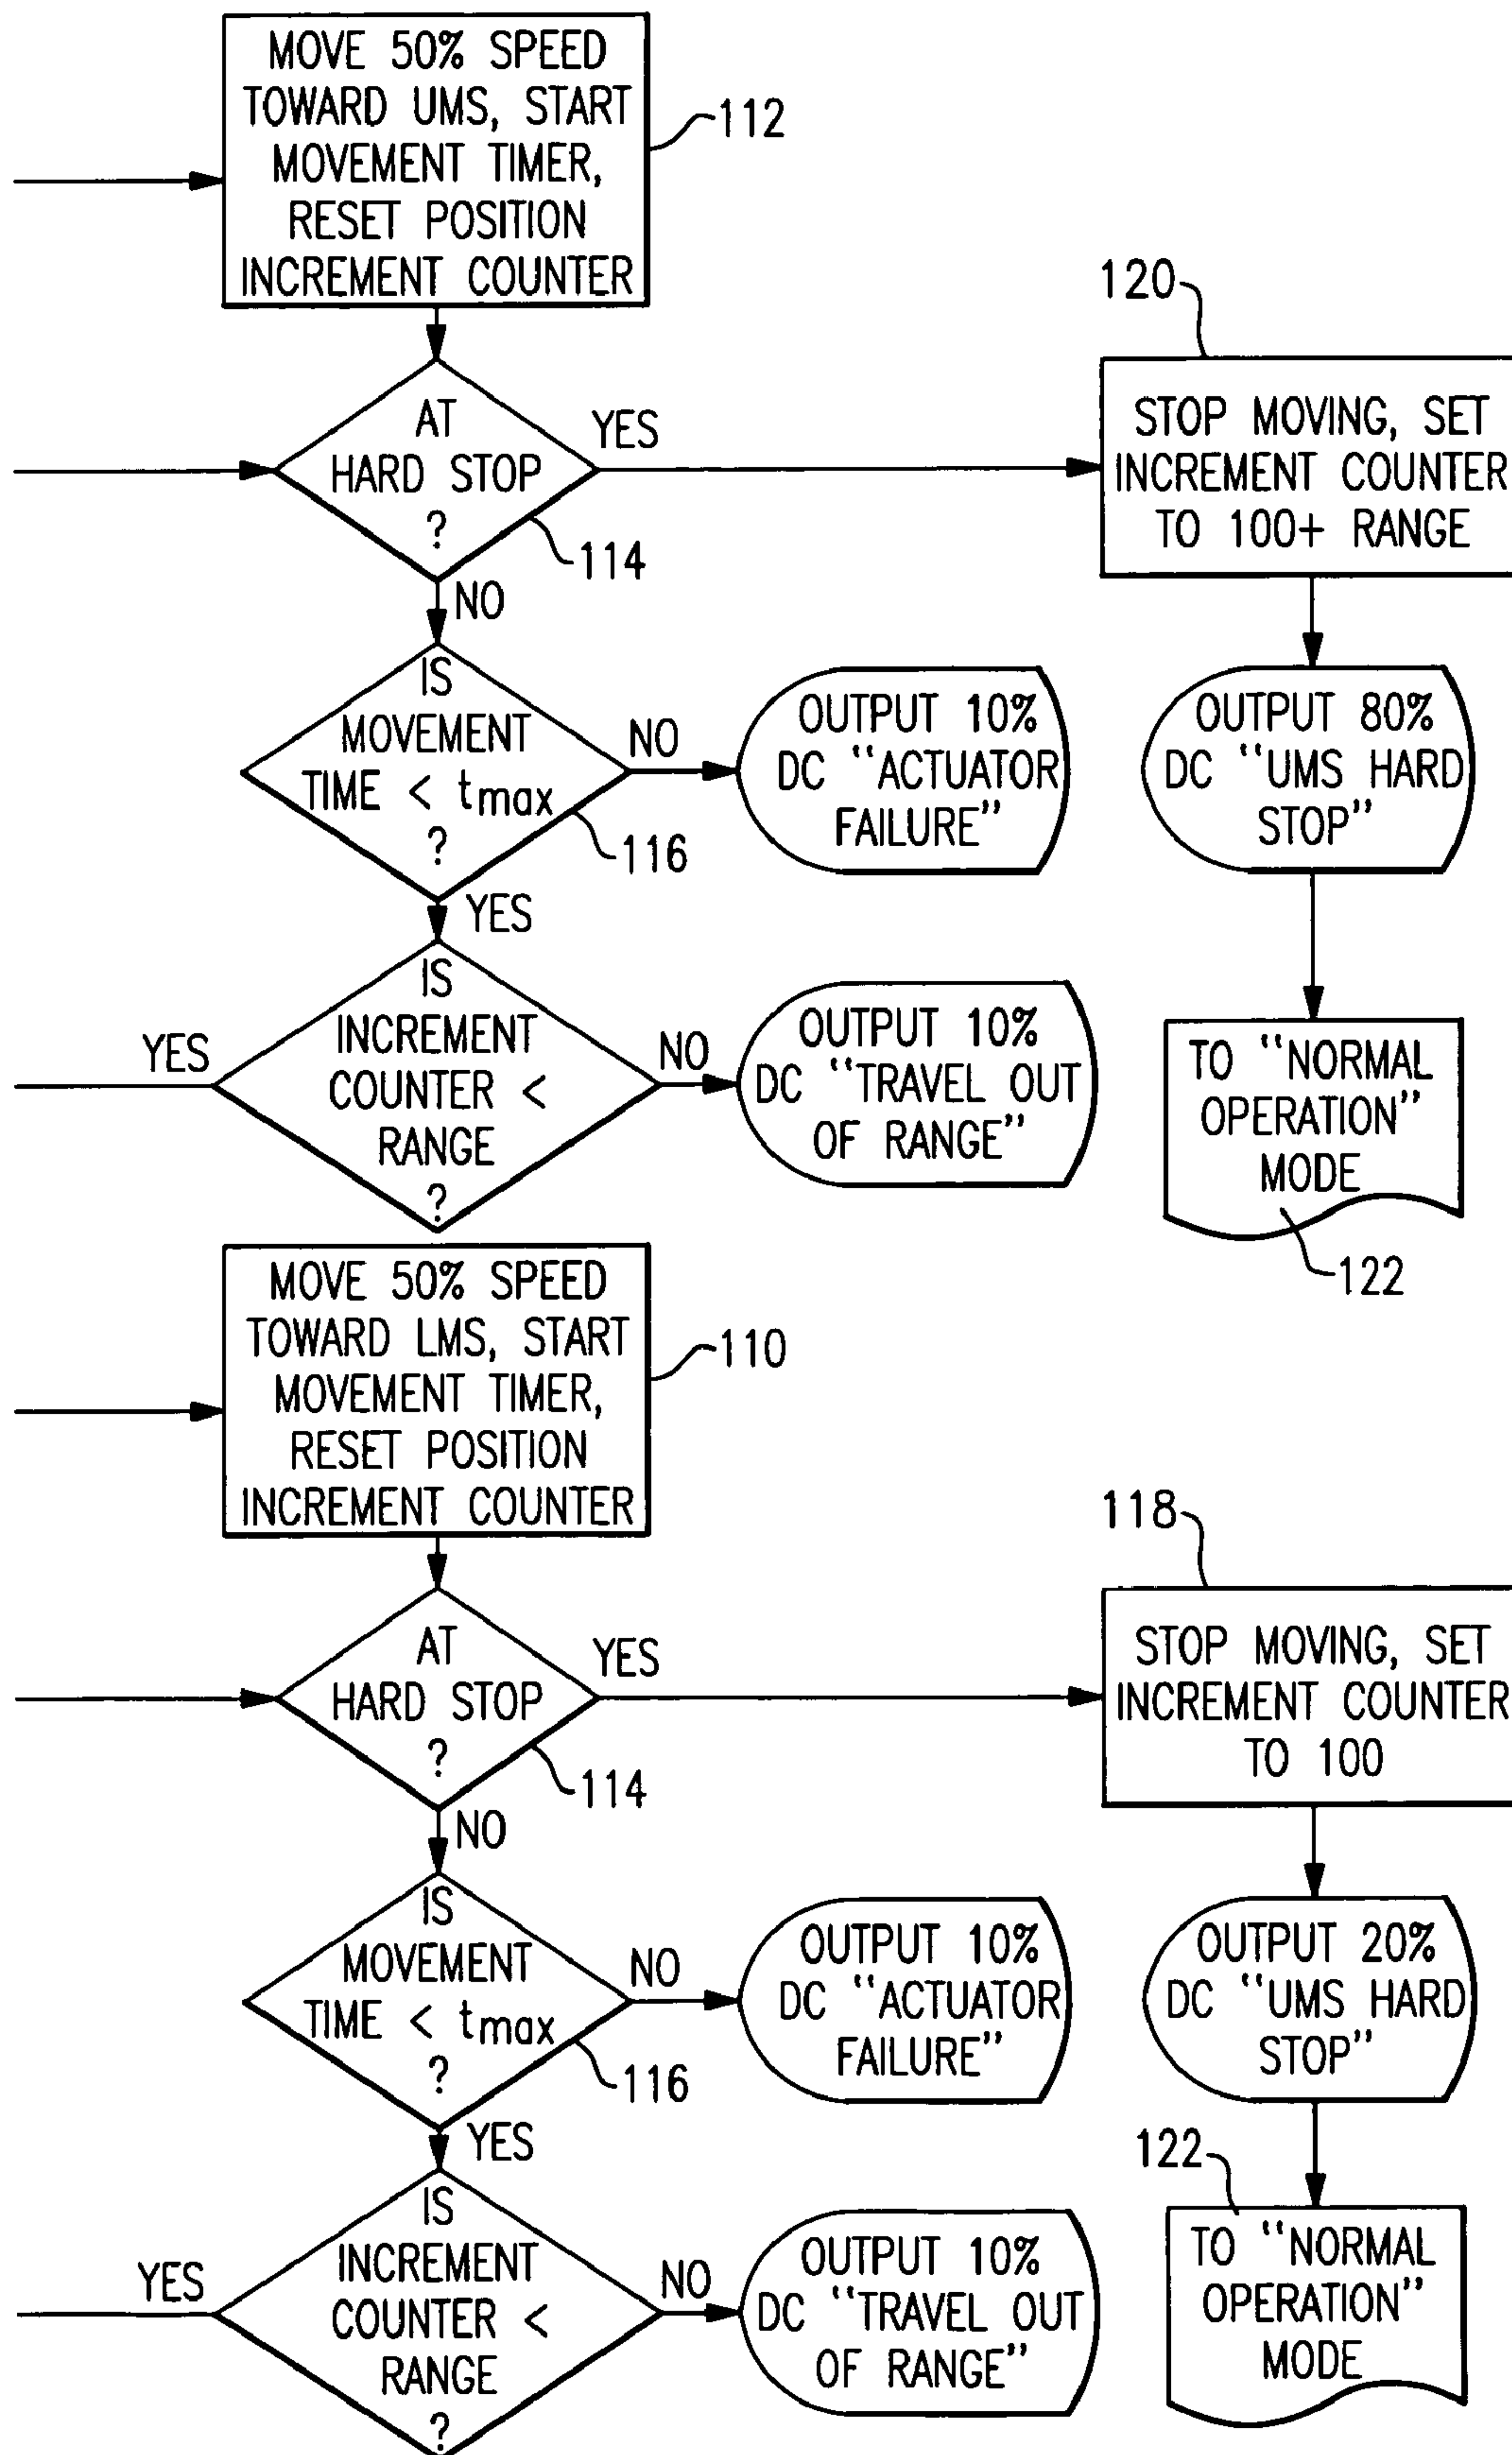 MOVE 50% SPEED
TOWARD UMS, START
MOVEMENT TIMER,
RESET POSITION
INCREMENT COUNTER
112
120
AT
HARD STOP
?
YES
114
NO
STOP MOVING, SET
INCREMENT COUNTER
TO 100+ RANGE
IS
MOVEMENT
TIME < tmax
?
NO
116
YES
OUTPUT 10%
DC "ACTUATOR
FAILURE"
OUTPUT 80%
DC "UMS HARD
STOP"
IS
INCREMENT
COUNTER <
RANGE
?
YES
NO
OUTPUT 10%
DC "TRAVEL OUT
OF RANGE"
TO "NORMAL
OPERATION"
MODE
122
MOVE 50% SPEED
TOWARD LMS, START
MOVEMENT TIMER,
RESET POSITION
INCREMENT COUNTER
110
118
AT
HARD STOP
?
YES
114
NO
STOP MOVING, SET
INCREMENT COUNTER
TO 100
IS
MOVEMENT
TIME < tmax
?
NO
116
YES
OUTPUT 10%
DC "ACTUATOR
FAILURE"
OUTPUT 20%
DC "UMS HARD
STOP"
122
IS
INCREMENT
COUNTER <
RANGE
?
YES
NO
OUTPUT 10%
DC "TRAVEL OUT
OF RANGE"
TO "NORMAL
OPERATION"
MODE